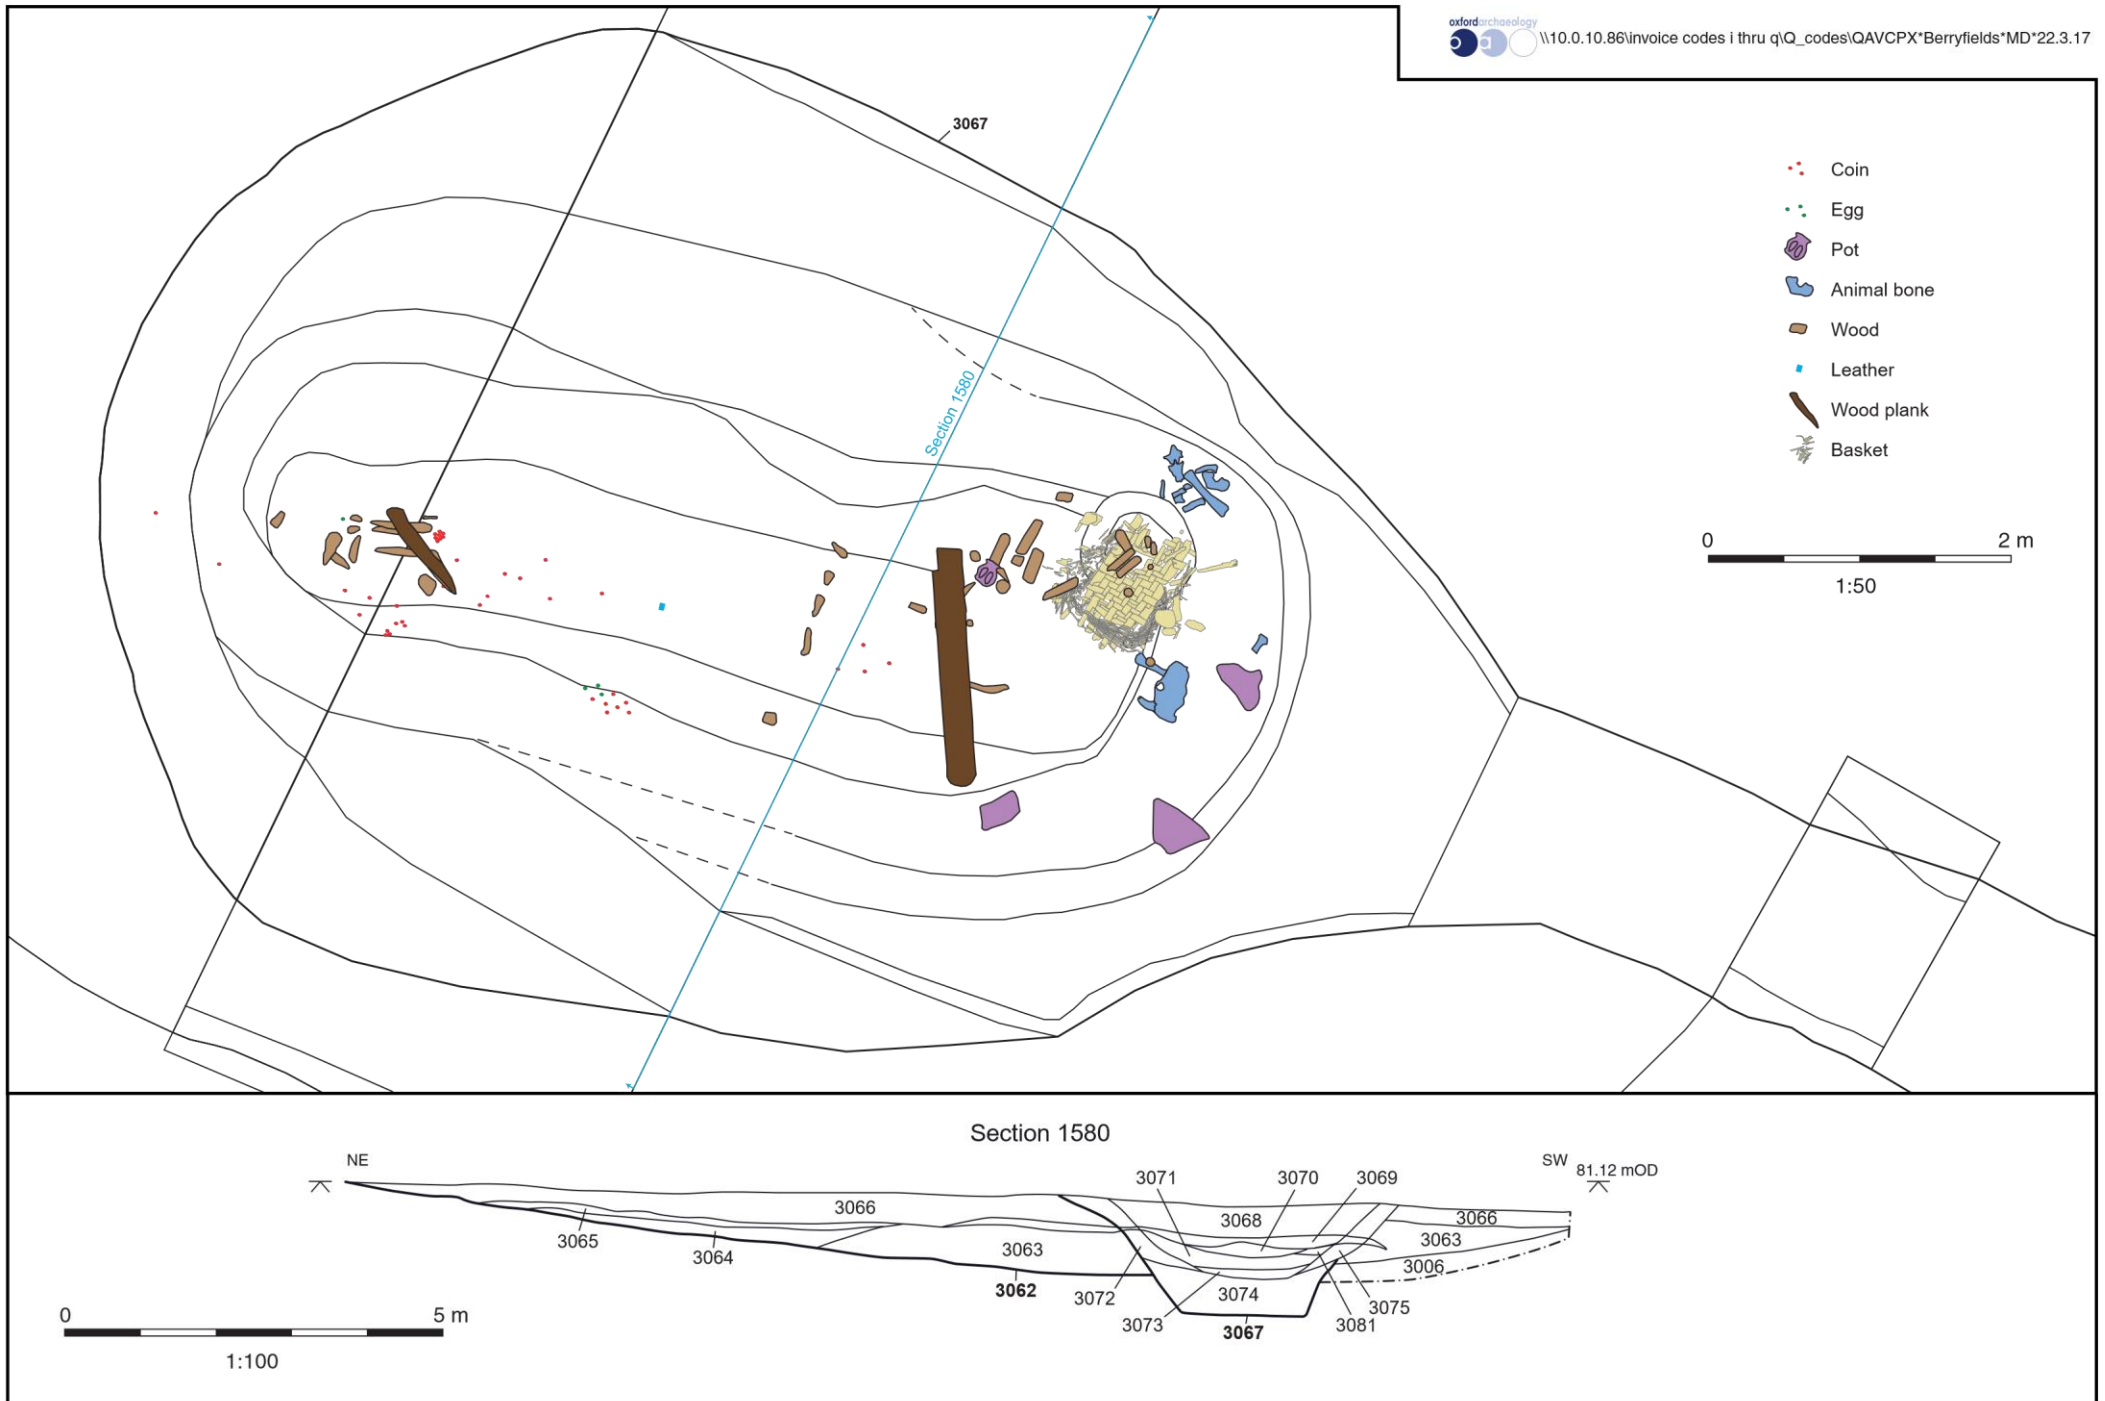 oxfordarchaeology
oa
\\10.0.10.86\invoice codes i thru q\Q_codes\QAVCPX*Berryfields*MD*22.3.17
3067
Coin
Egg
Pot
Animal bone
Wood
Leather
Wood plank
Basket
Section 1580
0 2 m
1:50
Section 1580
NE
SW
81.12 mOD
3071
3070
3069
3066
3068
3066
3065
3064
3063
3063
3006
3062
3072
3074
3075
3073
3081
3067
0 5 m
1:100